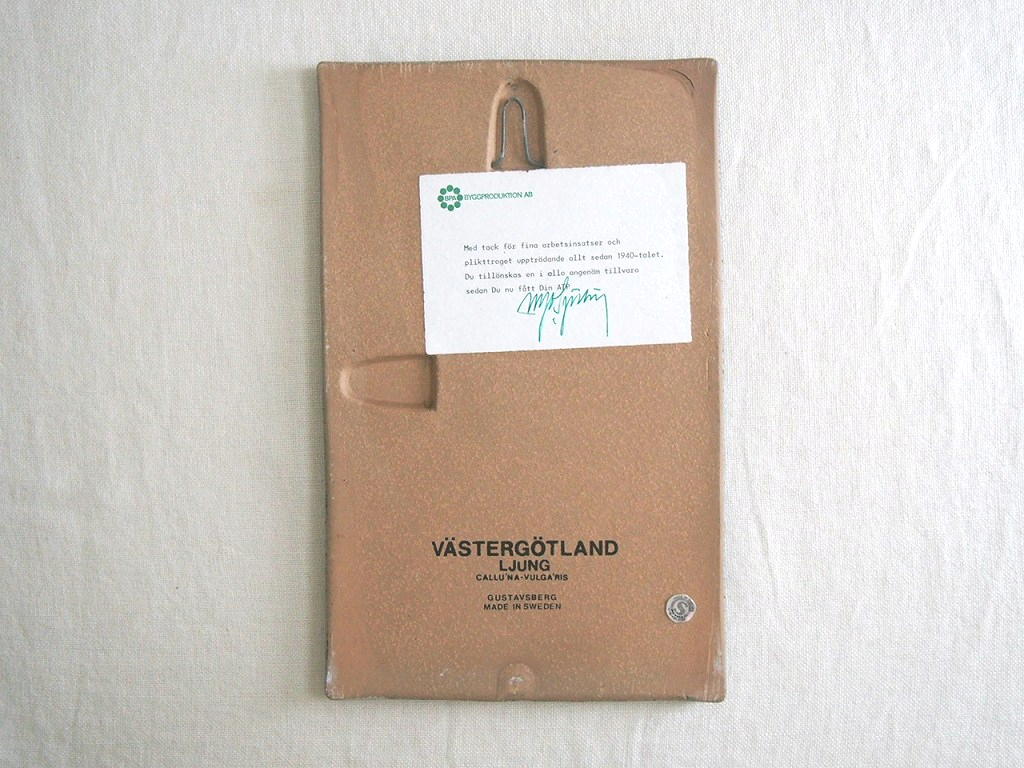 BPA BYGGPRODUKTION AB
Med tack för fina arbetsinsatser och
plikttroget uppträdande allt sedan 1940-talet.
Du tillönskas en i allo angenäm tillvaro
sedan Du nu fått Din ATP
VÄSTERGÖTLAND
LJUNG
CALLU'NA-VULGA'RIS
GUSTAVSBERG
MADE IN SWEDEN